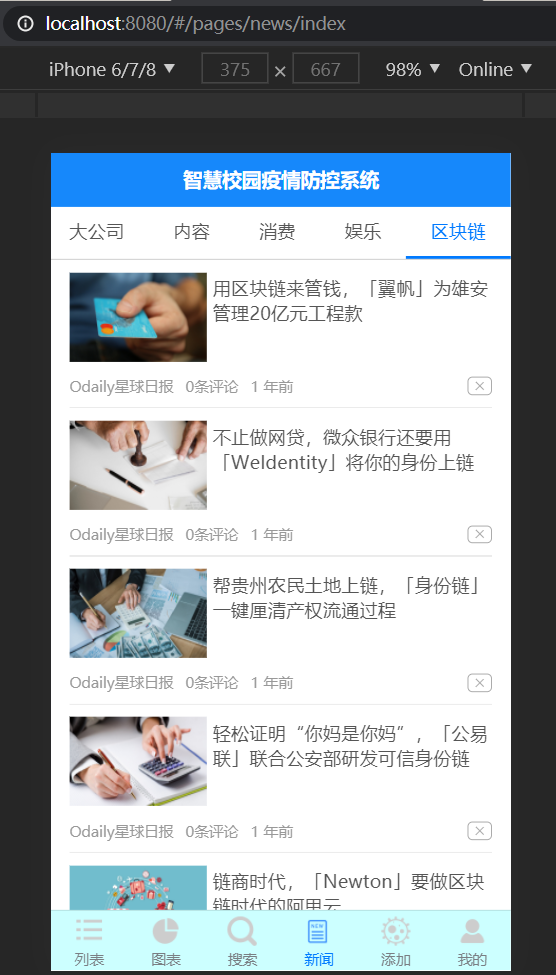 localhost:8080/#/pages/news/index
iPhone 6/7/8 ▼ 375 × 667 98% ▼ Online ▼
智慧校园疫情防控系统
大公司 内容 消费 娱乐 区块链
用区块链来管钱，「翼帆」为雄安
管理20亿元工程款
Odaily星球日报 0条评论 1 年前
不止做网贷，微众银行还要用
「WeIdentity」将你的身份上链
Odaily星球日报 0条评论 1 年前
帮贵州农民土地上链，「身份链」
一键厘清产权流通过程
Odaily星球日报 0条评论 1 年前
轻松证明“你妈是你妈”，「公易
联」联合公安部研发可信身份链
Odaily星球日报 0条评论 1 年前
链商时代，「Newton」要做区块
链时代的阿里云
NEW
列表 图表 搜索 新闻 添加 我的